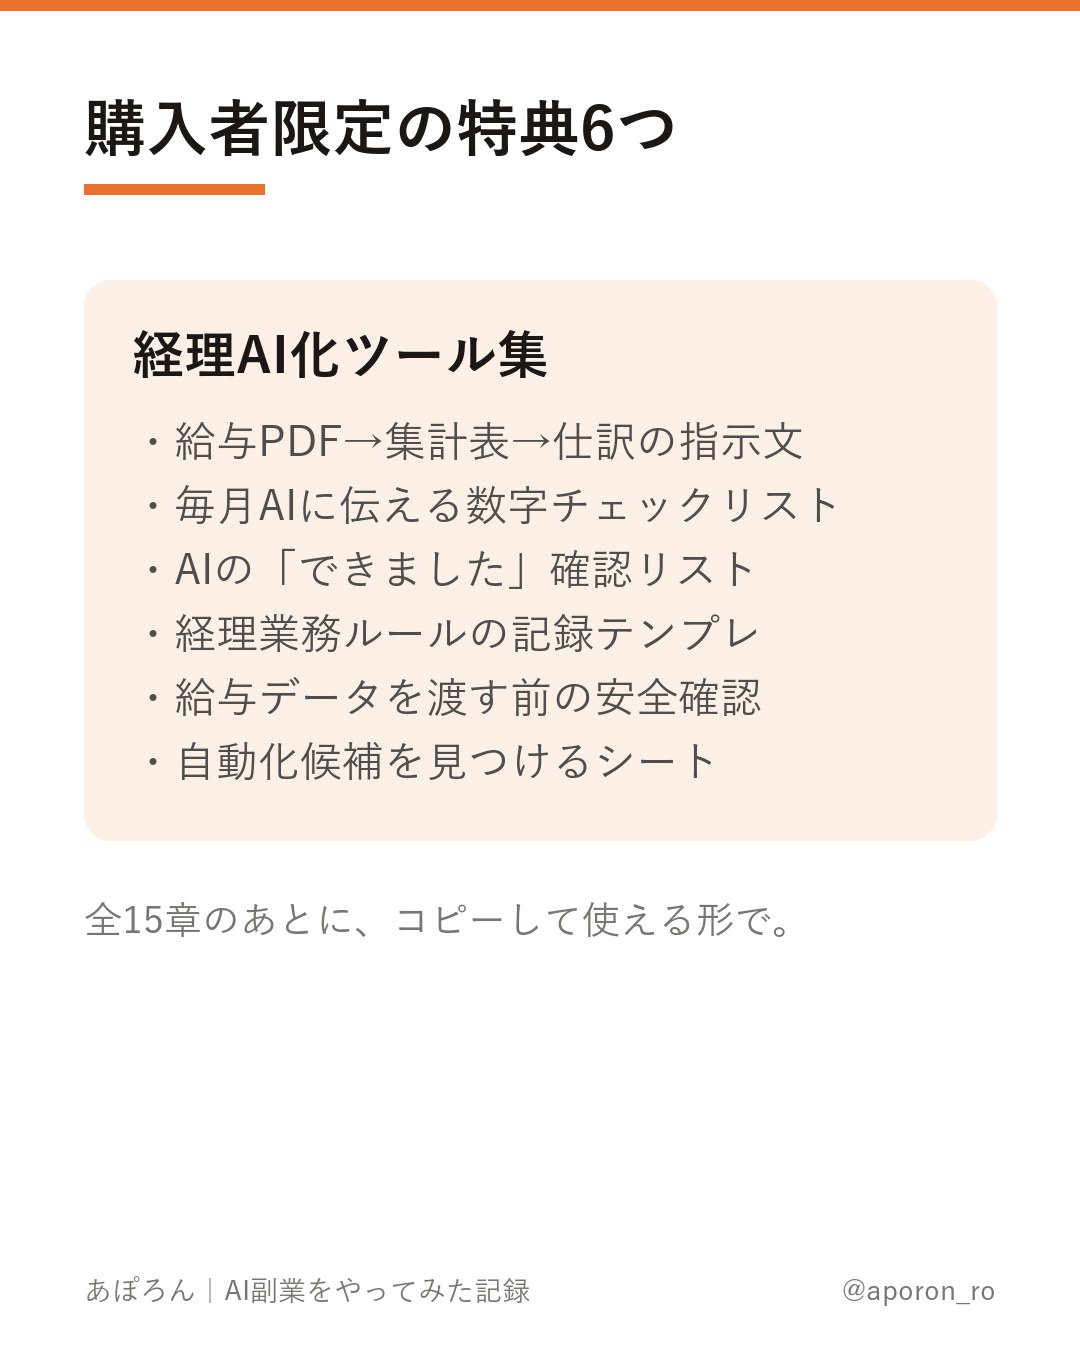 購入者限定の特典6つ
経理AI化ツール集
・給与PDF→集計表→仕訳の指示文
・毎月AIに伝える数字チェックリスト
・AIの「できました」確認リスト
・経理業務ルールの記録テンプレ
・給与データを渡す前の安全確認
・自動化候補を見つけるシート
全15章のあとに、コピーして使える形で。
あぽろん｜AI副業をやってみた記録
@aporon_ro